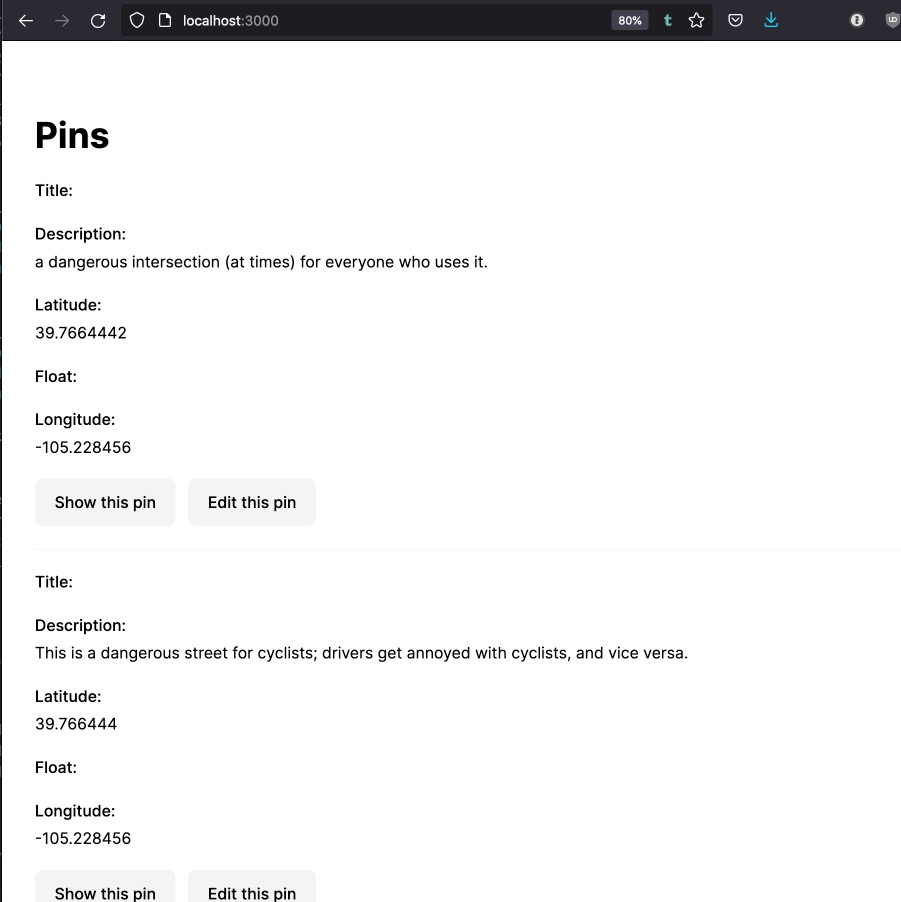 localhost:3000
80%
t
UD
Pins
Title:
Description:
a dangerous intersection (at times) for everyone who uses it.
Latitude:
39.7664442
Float:
Longitude:
-105.228456
Show this pin Edit this pin
Title:
Description:
This is a dangerous street for cyclists; drivers get annoyed with cyclists, and vice versa.
Latitude:
39.766444
Float:
Longitude:
-105.228456
Show this pin Edit this pin